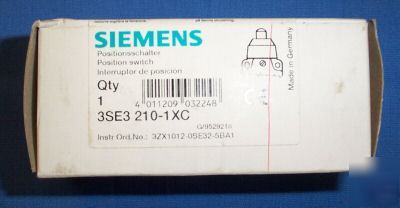 SIEMENS
Positionsschalter
Position switch
Interruptor de posicion
Qty
1
4 011209 032248
3SE3 210-1XC
G/9529216
Instr.Ord.No.: 3ZX1012-0SE32-5BA1
Made in Germany